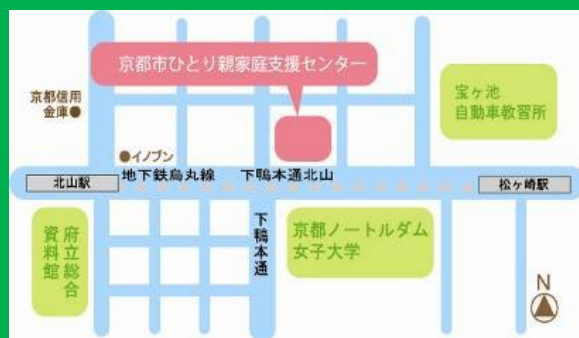 京都市ひとり親家庭支援センター
京都信用
金庫●
宝ヶ池
自動車教習所
●イノブン
地下鉄烏丸線
下鴨本通北山
北山駅
松ヶ崎駅
府立総合
資料館
下鴨本通
京都ノートルダム
女子大学
N